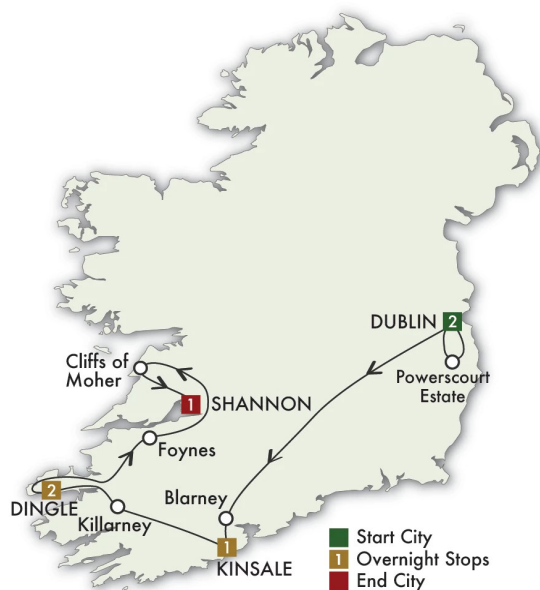 DUBLIN 2
Powerscourt
Estate
Cliffs of
Moher
1 SHANNON
Foynes
2
DINGLE
Killarney
Blarney
1
KINSALE
Start City
1 Overnight Stops
End City